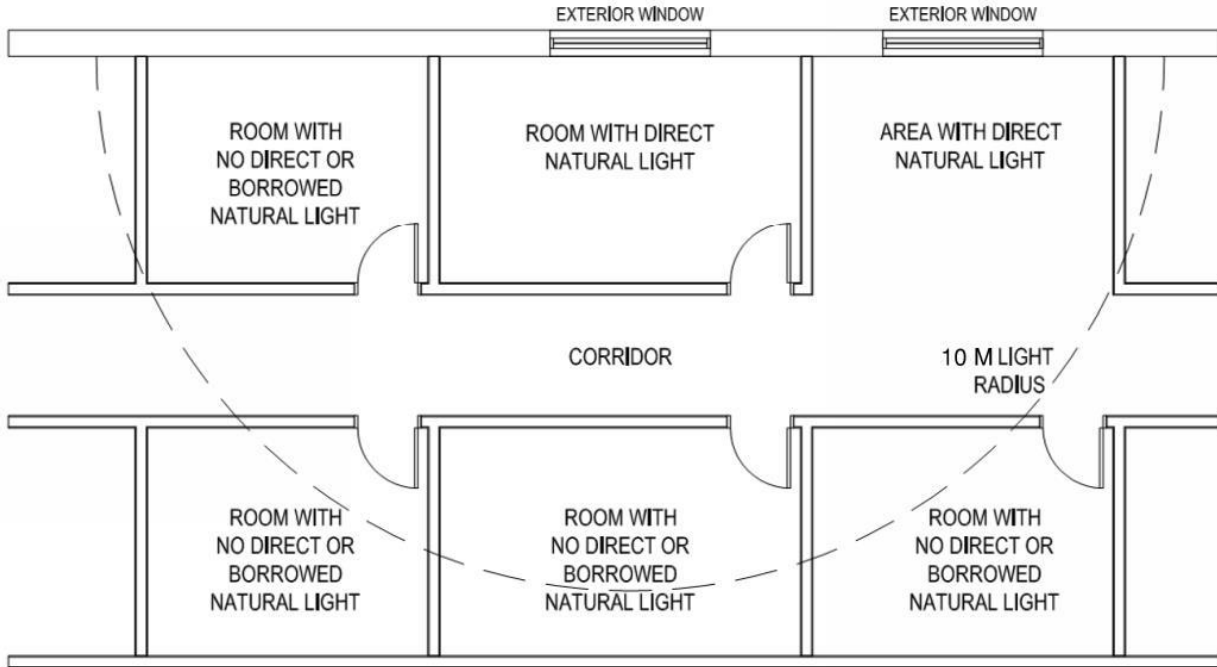 EXTERIOR WINDOW
EXTERIOR WINDOW
ROOM WITH
NO DIRECT OR
BORROWED
NATURAL LIGHT
ROOM WITH DIRECT
NATURAL LIGHT
AREA WITH DIRECT
NATURAL LIGHT
CORRIDOR
10 M LIGHT
RADIUS
ROOM WITH
NO DIRECT OR
BORROWED
NATURAL LIGHT
ROOM WITH
NO DIRECT OR
BORROWED
NATURAL LIGHT
ROOM WITH
NO DIRECT OR
BORROWED
NATURAL LIGHT